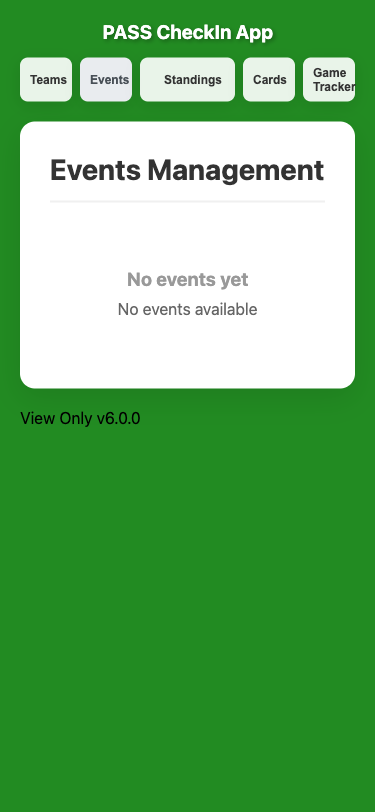 PASS CheckIn App
Teams
Events
Standings
Cards
Game
Tracker
Events Management
No events yet
No events available
View Only v6.0.0